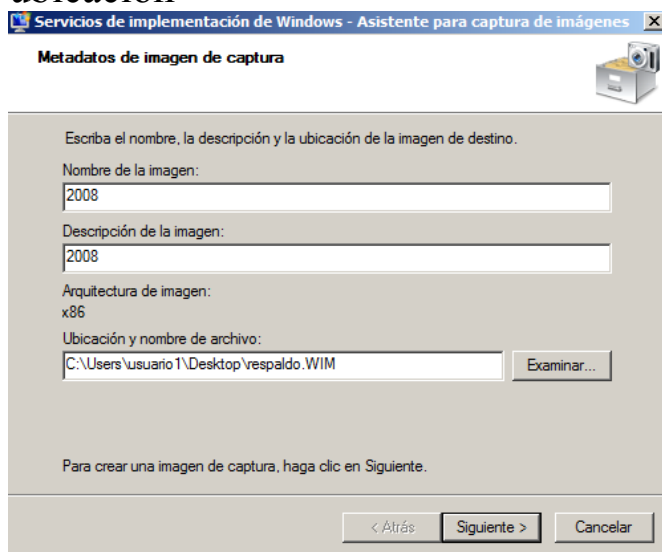 ubicación
Servicios de implementación de Windows - Asistente para captura de imágenes
Metadatos de imagen de captura
Escriba el nombre, la descripción y la ubicación de la imagen de destino.
Nombre de la imagen:
2008
Descripción de la imagen:
2008
Arquitectura de imagen:
x86
Ubicación y nombre de archivo:
C:\Users\usuario1\Desktop\respaldo.WIM
Examinar...
Para crear una imagen de captura, haga clic en Siguiente.
< Atrás Siguiente > Cancelar